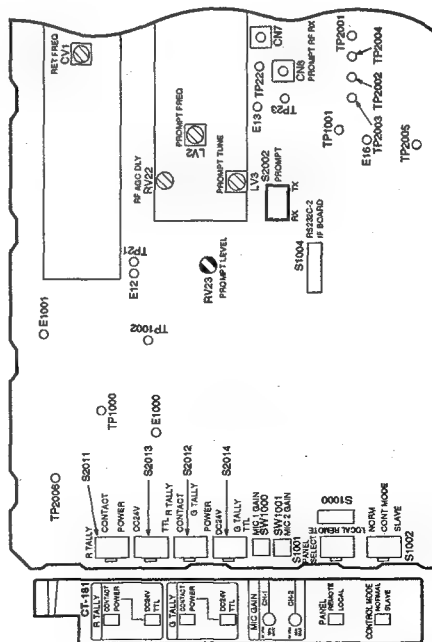 RET FREQ
CV1
PROMPT FREQ
LV2
RF AGC DLY
RV22
PROMPT TUNE
LV3
CN7
TP22
CN8
PROMPT RF RX
E13
TP23
TP2001
TP2004
TP2002
TP2003
TP1001
E16
TP2005
S2002
PROMPT
TX
RX
RS232C-2
IF BOARD
S1004
TP21
E12
RV23
PROMPT LEVEL
E1001
TP1002
TP1000
E1000
TP2006
S2011
S2013
S2012
S2014
R TALLY
CONTACT
POWER
DC24V
TTL
R TALLY
CONTACT
G TALLY
POWER
DC24V
G TALLY
TTL
MIC 1 GAIN
SW1000
SW1001
MIC 2 GAIN
S1001
PANEL SELECT
LOCAL REMOTE
S1000
NORM
CONT MODE
SLAVE
S1002
CT-181
R TALLY
CONTACT
POWER
DC24V
TTL
G TALLY
CONTACT
POWER
DC24V
TTL
MIC GAIN
CH-1
CH-2
PANEL
REMOTE
LOCAL
CONTROL MODE
NORMAL
SLAVE